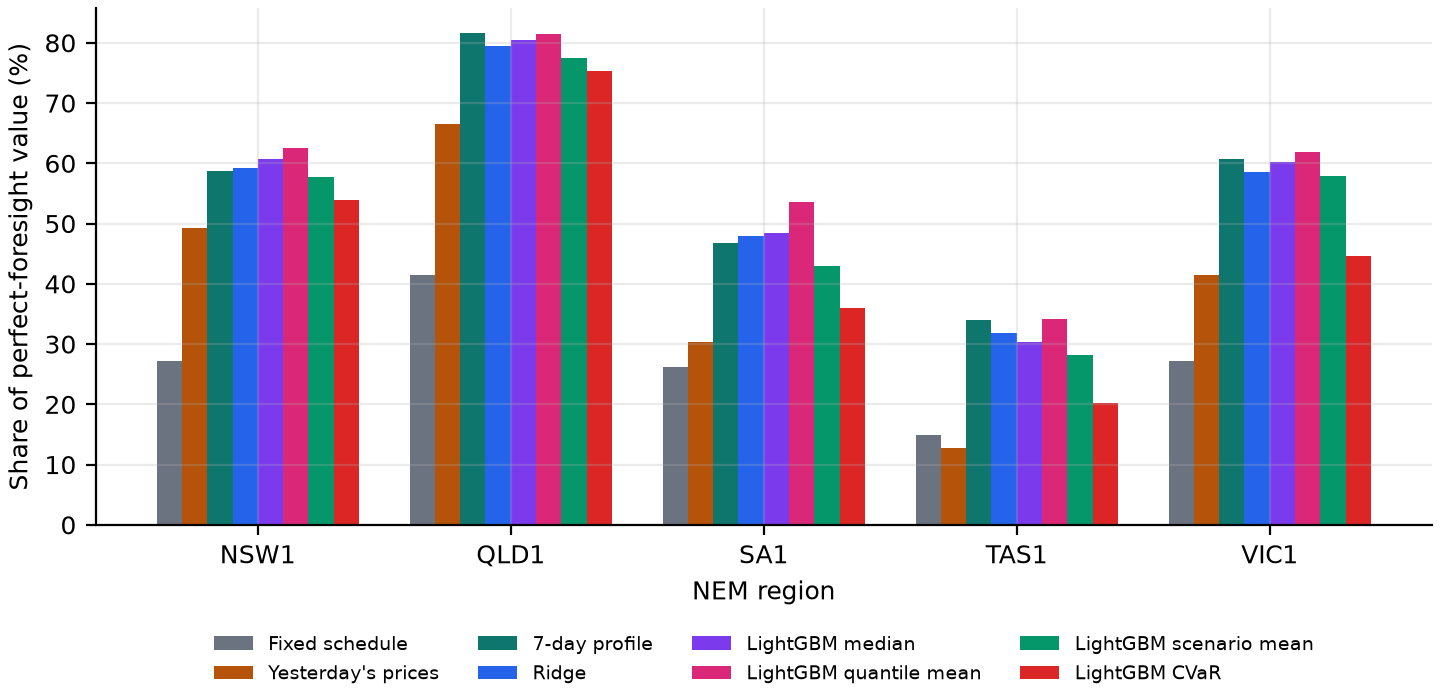 Share of perfect-foresight value (%)
80
70
60
50
40
30
20
10
0
NSW1 QLD1 SA1 TAS1 VIC1
NEM region
Fixed schedule 7-day profile LightGBM median LightGBM scenario mean
Yesterday's prices Ridge LightGBM quantile mean LightGBM CVaR